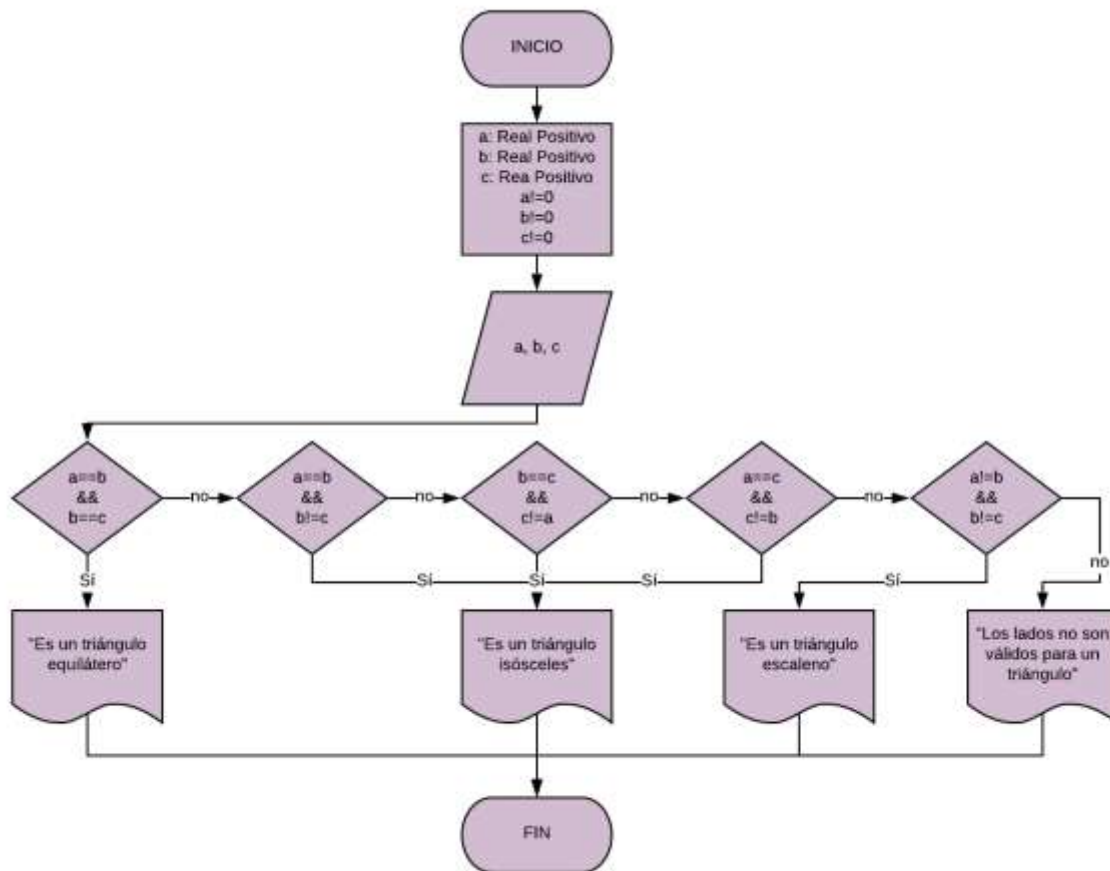 INICIO
a: Real Positivo
b: Real Positivo
c: Rea Positivo
a!=0
b!=0
c!=0
a, b, c
a==b
&&
b==c
no
a==b
&&
b!=c
no
b==c
&&
c!=a
no
a==c
&&
c!=b
no
a!=b
&&
b!=c
no
Sí
Sí
Sí
Sí
Sí
"Es un triángulo
equilátero"
"Es un triángulo
isósceles"
"Es un triángulo
escaleno"
"Los lados no son
válidos para un
triángulo"
FIN